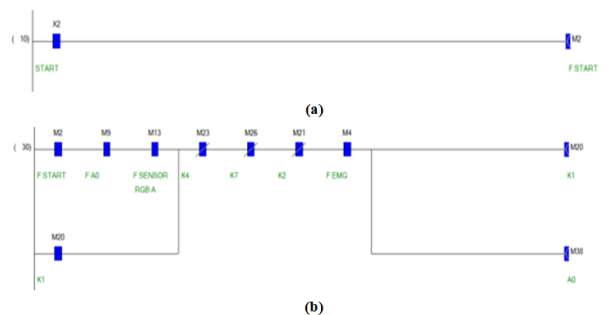 X2
( 10) M2
START F START
(a)
M2 M9 M13 M23 M26 M21 M4
( 30) M20
F START F A0 F SENSOR K4 K7 K2 F EMG K1
RGB A
M20
M38
K1 A0
(b)